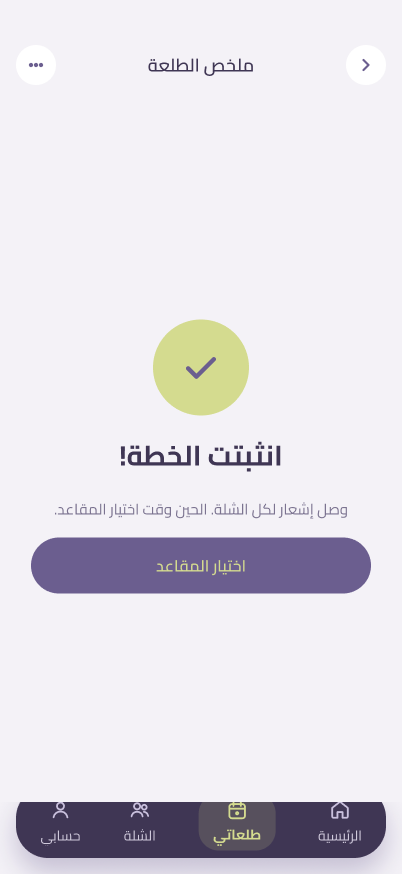 ملخص الطلعة
انثبتت الخطة!
وصل إشعار لكل الشلة. الحين وقت اختيار المقاعد.
اختيار المقاعد
الرئيسية
طلعاتي
الشلة
حسابي